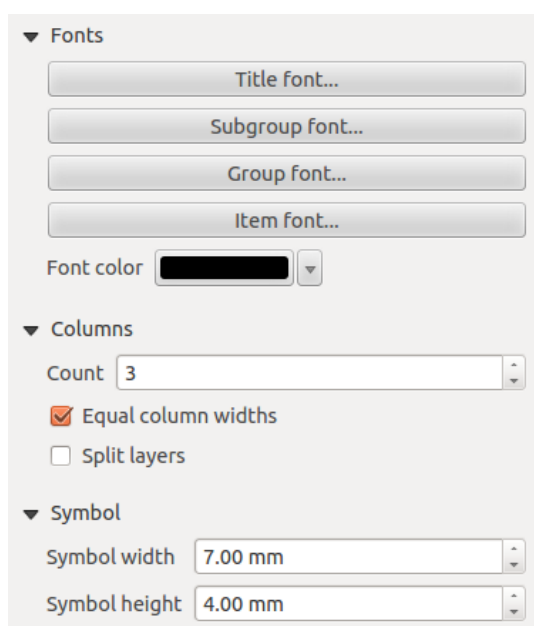 Fonts
Title font...
Subgroup font...
Group font...
Item font...
Font color
Columns
Count 3
Equal column widths
Split layers
Symbol
Symbol width 7.00 mm
Symbol height 4.00 mm